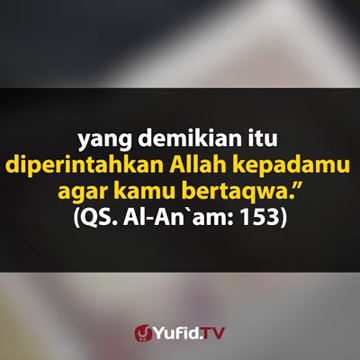 yang demikian itu
diperintahkan Allah kepadamu
agar kamu bertaqwa.”
(QS. Al-An`am: 153)
Yufid.TV